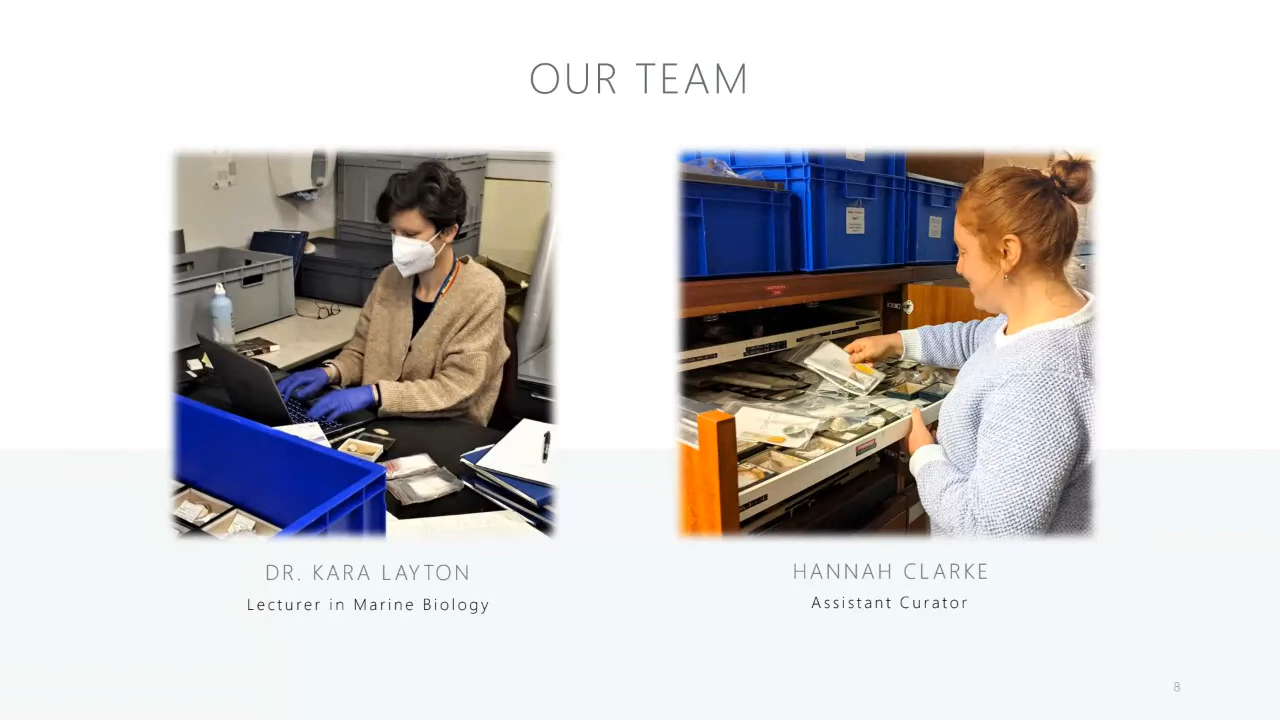 OUR TEAM
DR. KARA LAYTON
Lecturer in Marine Biology
HANNAH CLARKE
Assistant Curator
8